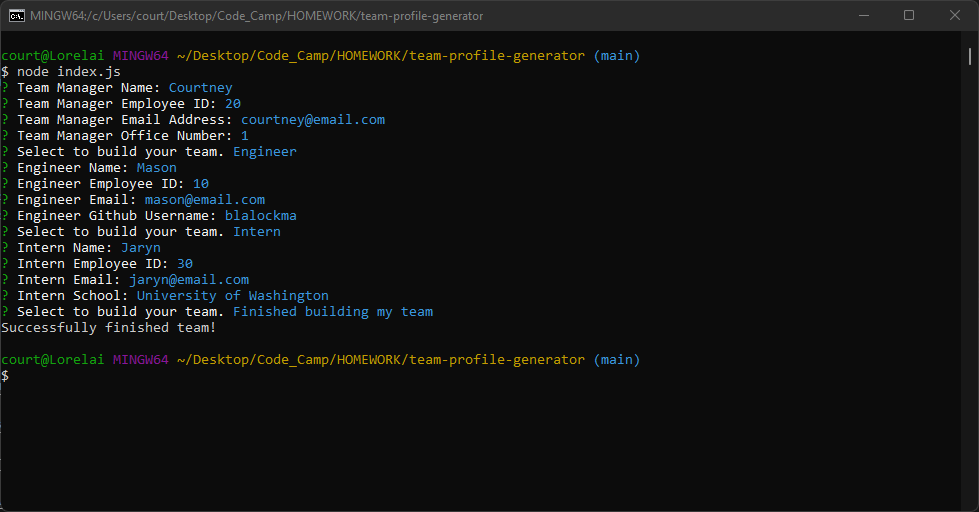 MINGW64:/c/Users/court/Desktop/Code_Camp/HOMEWORK/team-profile-generator
court@Lorelai MINGW64 ~/Desktop/Code_Camp/HOMEWORK/team-profile-generator (main)
$ node index.js
? Team Manager Name: Courtney
? Team Manager Employee ID: 20
? Team Manager Email Address: courtney@email.com
? Team Manager Office Number: 1
? Select to build your team. Engineer
? Engineer Name: Mason
? Engineer Employee ID: 10
? Engineer Email: mason@email.com
? Engineer Github Username: blalockma
? Select to build your team. Intern
? Intern Name: Jaryn
? Intern Employee ID: 30
? Intern Email: jaryn@email.com
? Intern School: University of Washington
? Select to build your team. Finished building my team
Successfully finished team!
court@Lorelai MINGW64 ~/Desktop/Code_Camp/HOMEWORK/team-profile-generator (main)
$